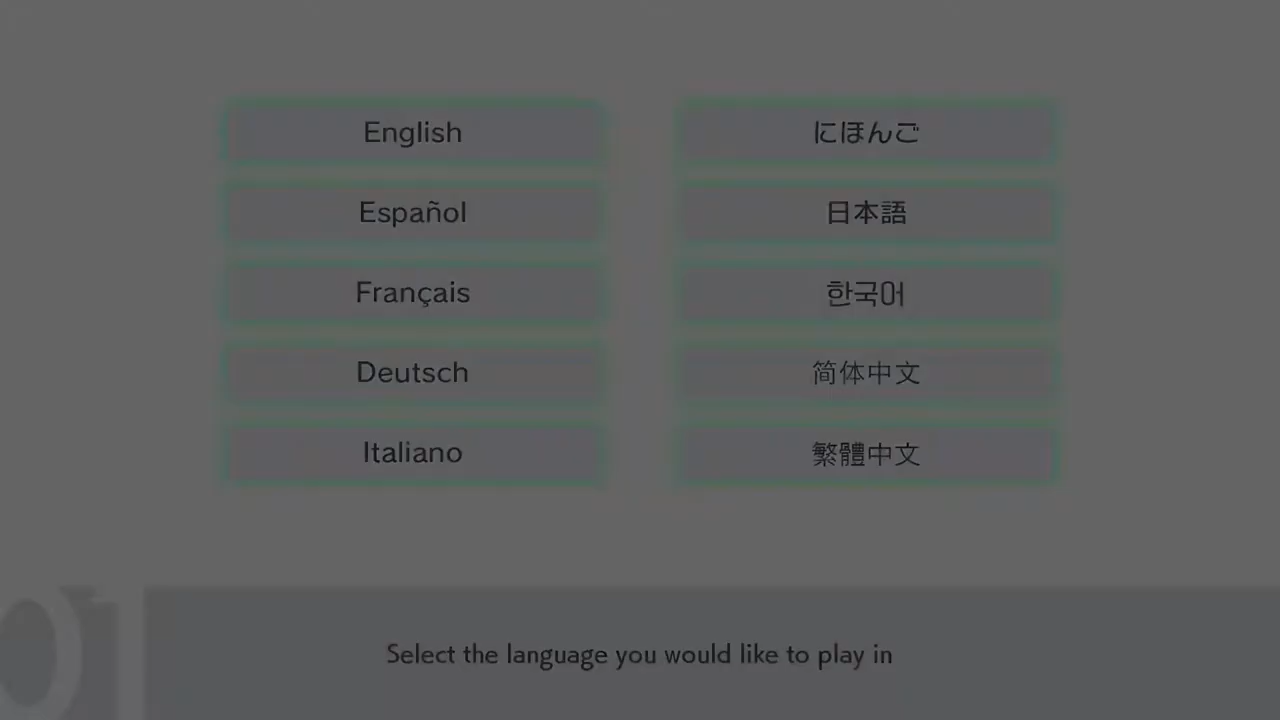 English
Español
Français
Deutsch
Italiano
にほんご
日本語
한국어
简体中文
繁體中文
01
Select the language you would like to play in